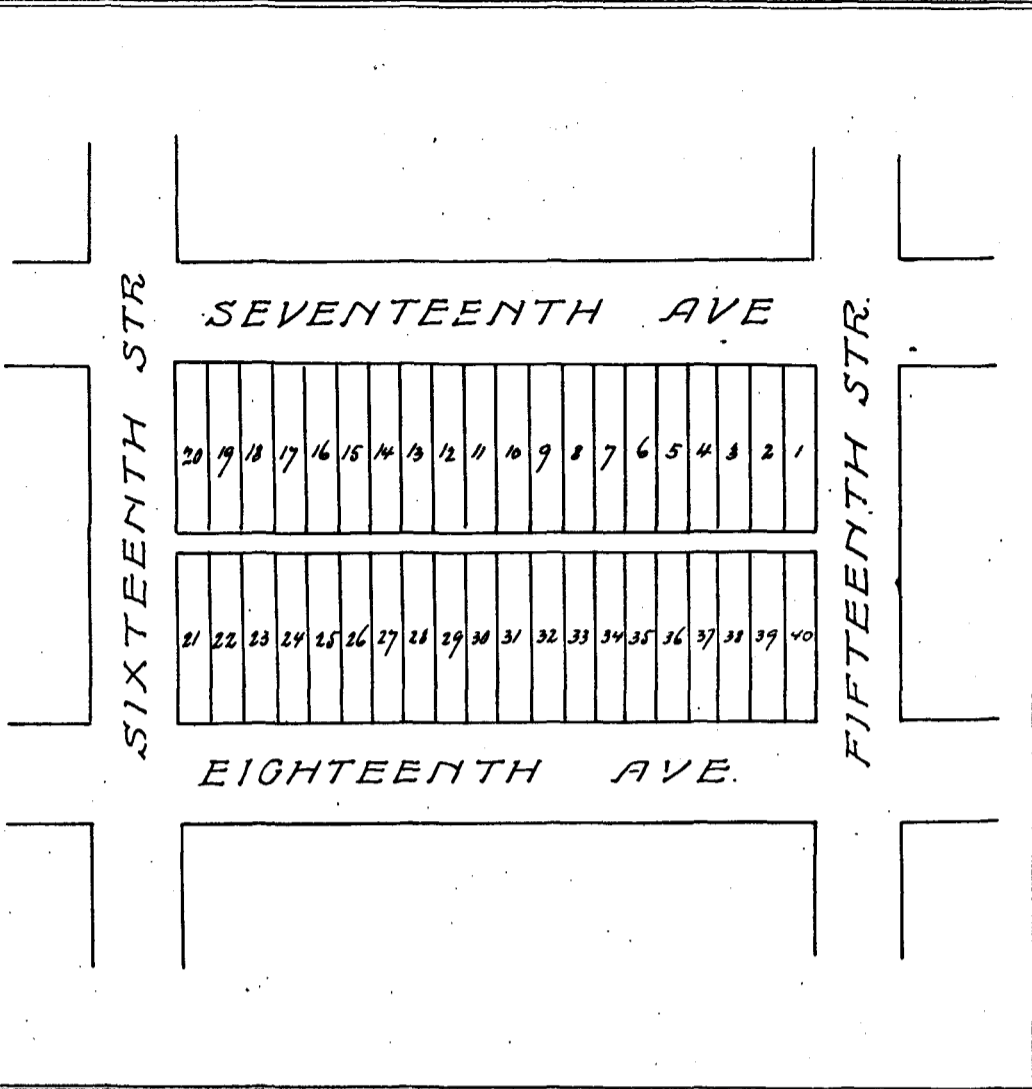 SEVENTEENTH AVE
SIXTEENTH STR
FIFTEENTH STR.
20 19 18 17 16 15 14 13 12 11 10 9 8 7 6 5 4 3 2 1
21 22 23 24 25 26 27 28 29 30 31 32 33 34 35 36 37 38 39 40
EIGHTEENTH AVE.